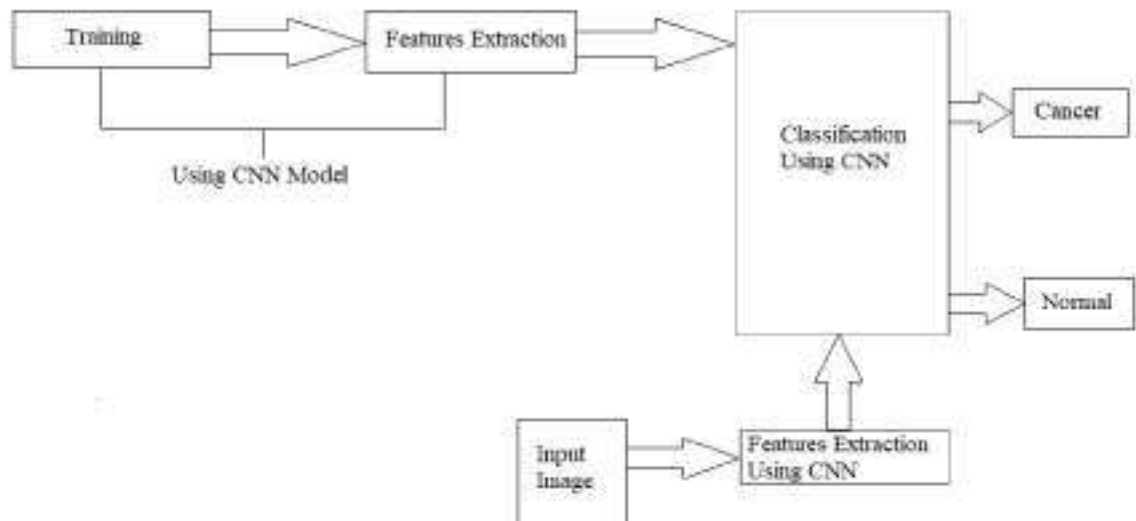 Training
Features Extraction
Using CNN Model
Classification
Using CNN
Cancer
Normal
Input
Image
Features Extraction
Using CNN